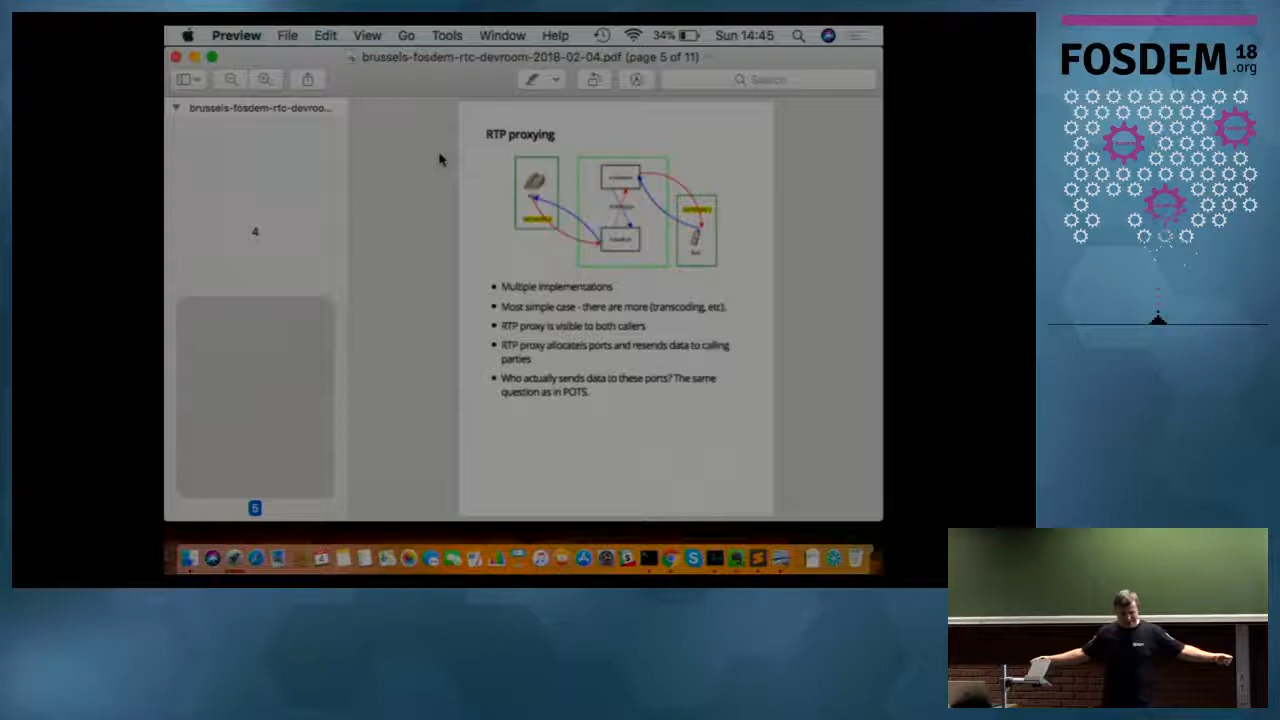 Preview File Edit View Go Tools Window Help 34% Sun 14:45
brussels-fosdem-rtc-devroom-2018-02-04.pdf (page 5 of 11)
Search
brussels-fosdem-rtc-devroo...
4
5
RTP proxying
• Multiple implementations
• Most simple case - there are more (transcoding, etc).
• RTP proxy is visible to both callers
• RTP proxy allocateis ports and resends data to calling
parties
• Who actually sends data to these ports? The same
question as in POTS.
FOSDEM 18
.org